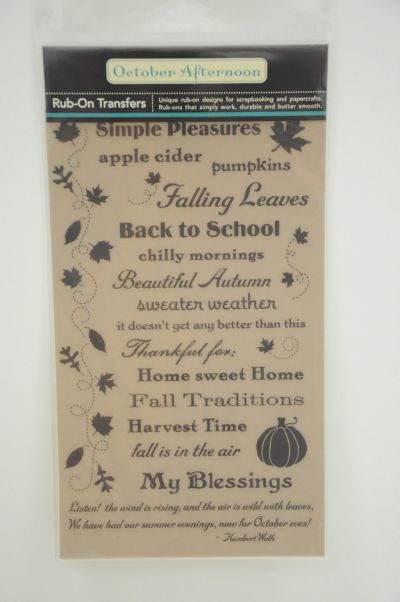 October Afternoon
Rub-On Transfers
Unique rub-on designs for scrapbooking and papercrafts.
Rub-ons that simply work, durable and butter smooth.
Simple Pleasures
apple cider
pumpkins
Falling Leaves
Back to School
chilly mornings
Beautiful Autumn
sweater weather
it doesn't get any better than this
Thankful for:
Home sweet Home
Fall Traditions
Harvest Time
fall is in the air
My Blessings
Listen! the wind is rising, and the air is wild with leaves,
We have had our summer evenings, now for October eves!
- Humbert Wolfe